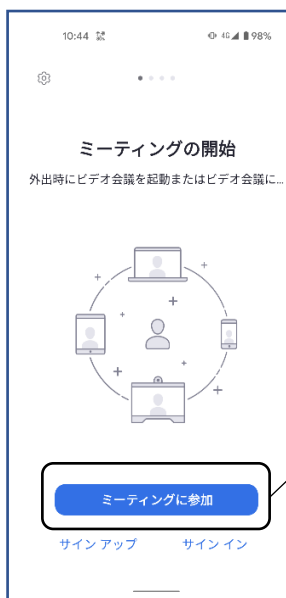 10:44
4G 98%
ミーティングの開始
外出時にビデオ会議を起動またはビデオ会議に...
ミーティングに参加
サイン アップ サイン イン